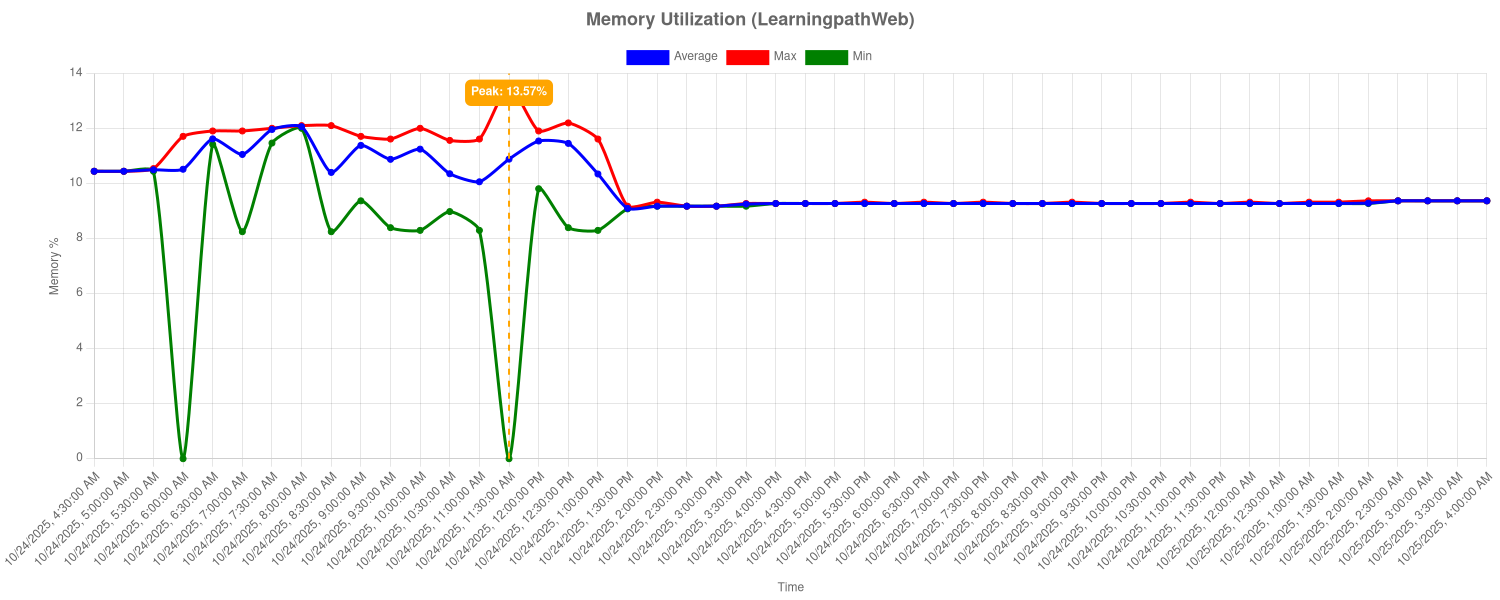 Memory Utilization (LearningpathWeb)
Average Max Min
Peak: 13.57%
14
12
10
8
6
4
2
0
Memory %
10/24/2025, 4:30:00 AM
10/24/2025, 5:00:00 AM
10/24/2025, 5:30:00 AM
10/24/2025, 6:00:00 AM
10/24/2025, 6:30:00 AM
10/24/2025, 7:00:00 AM
10/24/2025, 7:30:00 AM
10/24/2025, 8:00:00 AM
10/24/2025, 8:30:00 AM
10/24/2025, 9:00:00 AM
10/24/2025, 9:30:00 AM
10/24/2025, 10:00:00 AM
10/24/2025, 10:30:00 AM
10/24/2025, 11:00:00 AM
10/24/2025, 11:30:00 AM
10/24/2025, 12:00:00 PM
10/24/2025, 12:30:00 PM
10/24/2025, 1:00:00 PM
10/24/2025, 1:30:00 PM
10/24/2025, 2:00:00 PM
10/24/2025, 2:30:00 PM
10/24/2025, 3:00:00 PM
10/24/2025, 3:30:00 PM
10/24/2025, 4:00:00 PM
10/24/2025, 4:30:00 PM
10/24/2025, 5:00:00 PM
10/24/2025, 5:30:00 PM
10/24/2025, 6:00:00 PM
10/24/2025, 6:30:00 PM
10/24/2025, 7:00:00 PM
10/24/2025, 7:30:00 PM
10/24/2025, 8:00:00 PM
10/24/2025, 8:30:00 PM
10/24/2025, 9:00:00 PM
10/24/2025, 9:30:00 PM
10/24/2025, 10:00:00 PM
10/24/2025, 10:30:00 PM
10/24/2025, 11:00:00 PM
10/24/2025, 11:30:00 PM
10/25/2025, 12:00:00 AM
10/25/2025, 12:30:00 AM
10/25/2025, 1:00:00 AM
10/25/2025, 1:30:00 AM
10/25/2025, 2:00:00 AM
10/25/2025, 2:30:00 AM
10/25/2025, 3:00:00 AM
10/25/2025, 3:30:00 AM
10/25/2025, 4:00:00 AM
Time